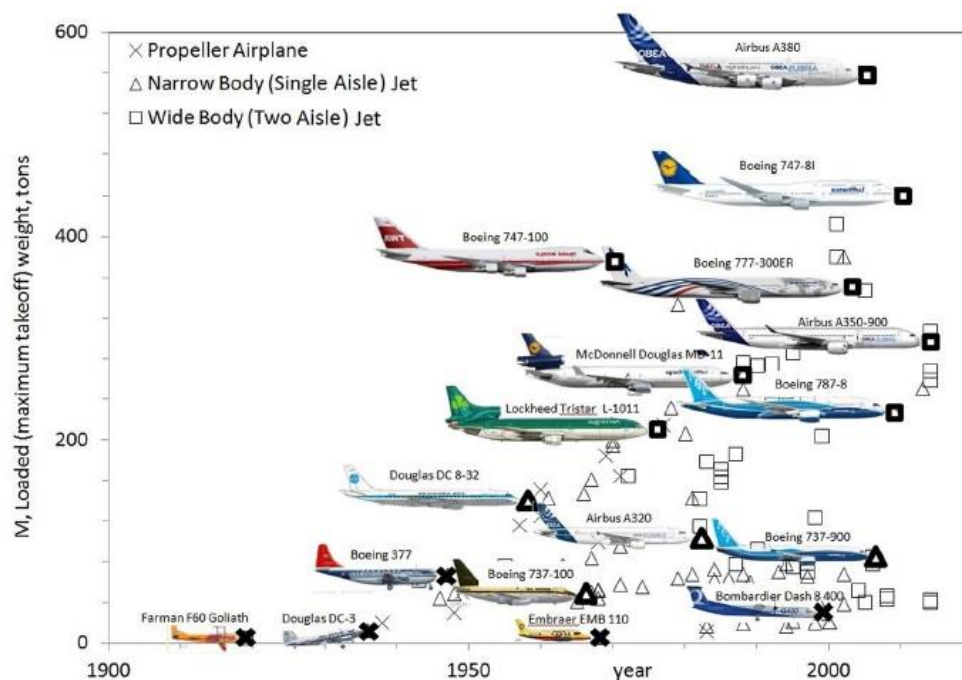 600
× Propeller Airplane
△ Narrow Body (Single Aisle) Jet
□ Wide Body (Two Aisle) Jet
Airbus A380
Boeing 747-8I
400
Boeing 747-100
Boeing 777-300ER
Airbus A350-900
McDonnell Douglas MD-11
Boeing 787-8
Lockheed Tristar L-1011
200
Douglas DC 8-32
Airbus A320
Boeing 737-900
Boeing 377
Boeing 737-100
Bombardier Dash 8 400
Farman F60 Goliath
Douglas DC-3
Embraer EMB 110
0
1900
1950
year
2000
M, Loaded (maximum takeoff) weight, tons